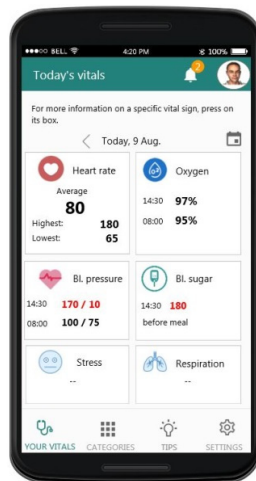 BELL 4:20 PM 100%
Today's vitals
2
For more information on a specific vital sign, press on
its box.
Today, 9 Aug.
Heart rate
Average
80
Highest: 180
Lowest: 65
Oxygen
14:30 97%
08:00 95%
Bl. pressure
14:30 170 / 10
08:00 100 / 75
Bl. sugar
14:30 180
before meal
Stress
--
Respiration
--
YOUR VITALS CATEGORIES TIPS SETTINGS